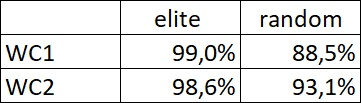 elite random
WC1 99,0% 88,5%
WC2 98,6% 93,1%